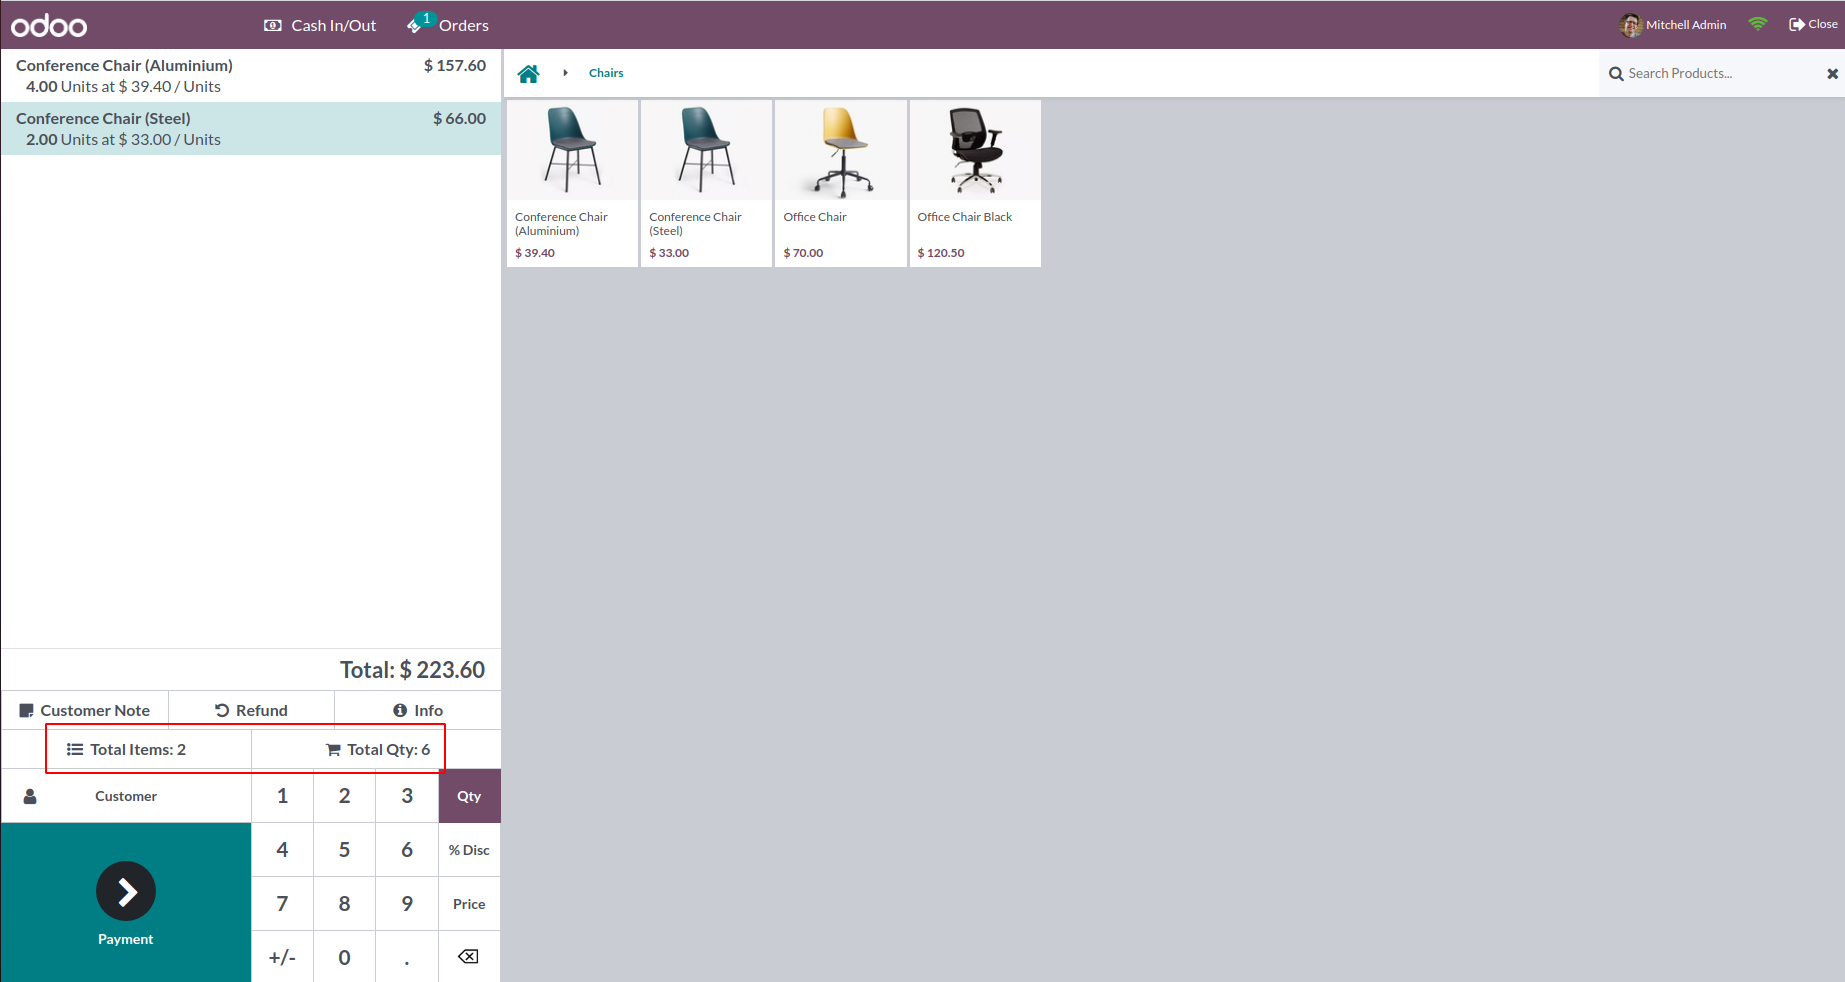 odoo
Cash In/Out
1
Orders
Mitchell Admin
Close
Conference Chair (Aluminium)
$ 157.60
4.00 Units at $ 39.40 / Units
Conference Chair (Steel)
$ 66.00
2.00 Units at $ 33.00 / Units
Chairs
Search Products...
Conference Chair
(Aluminium)
$ 39.40
Conference Chair
(Steel)
$ 33.00
Office Chair
$ 70.00
Office Chair Black
$ 120.50
Total: $ 223.60
Customer Note
Refund
Info
Total Items: 2
Total Qty: 6
Customer
Payment
1
2
3
Qty
4
5
6
% Disc
7
8
9
Price
+/-
0
.